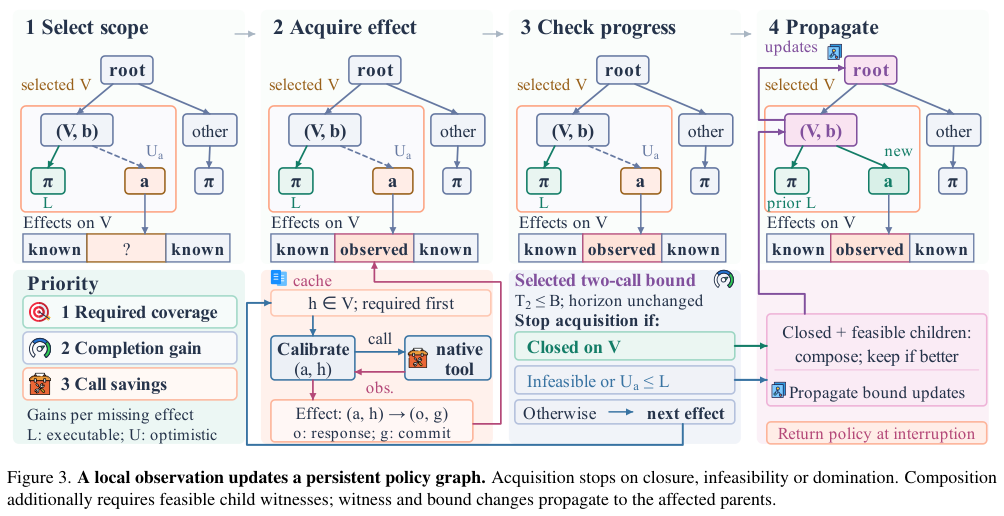 1 Select scope
selected V
root
(V, b)
other
U_a
π
a
π
L
Effects on V
known
?
known
Priority
1 Required coverage
2 Completion gain
3 Call savings
Gains per missing effect
L: executable; U: optimistic
2 Acquire effect
selected V
root
(V, b)
other
U_a
π
a
π
L
Effects on V
known
observed
known
cache
h ∈ V; required first
Calibrate
(a, h)
call
native
tool
obs.
Effect: (a, h) → (o, g)
o: response; g: commit
3 Check progress
selected V
root
(V, b)
other
U_a
π
a
π
L
Effects on V
known
observed
known
Selected two-call bound
T_2 ≤ B; horizon unchanged
Stop acquisition if:
Closed on V
Infeasible or U_a ≤ L
Otherwise → next effect
4 Propagate
updates
selected V
root
(V, b)
other
new
π
a
π
prior L
Effects on V
known
observed
known
Closed + feasible children:
compose; keep if better
Propagate bound updates
Return policy at interruption
Figure 3. A local observation updates a persistent policy graph. Acquisition stops on closure, infeasibility or domination. Composition
additionally requires feasible child witnesses; witness and bound changes propagate to the affected parents.